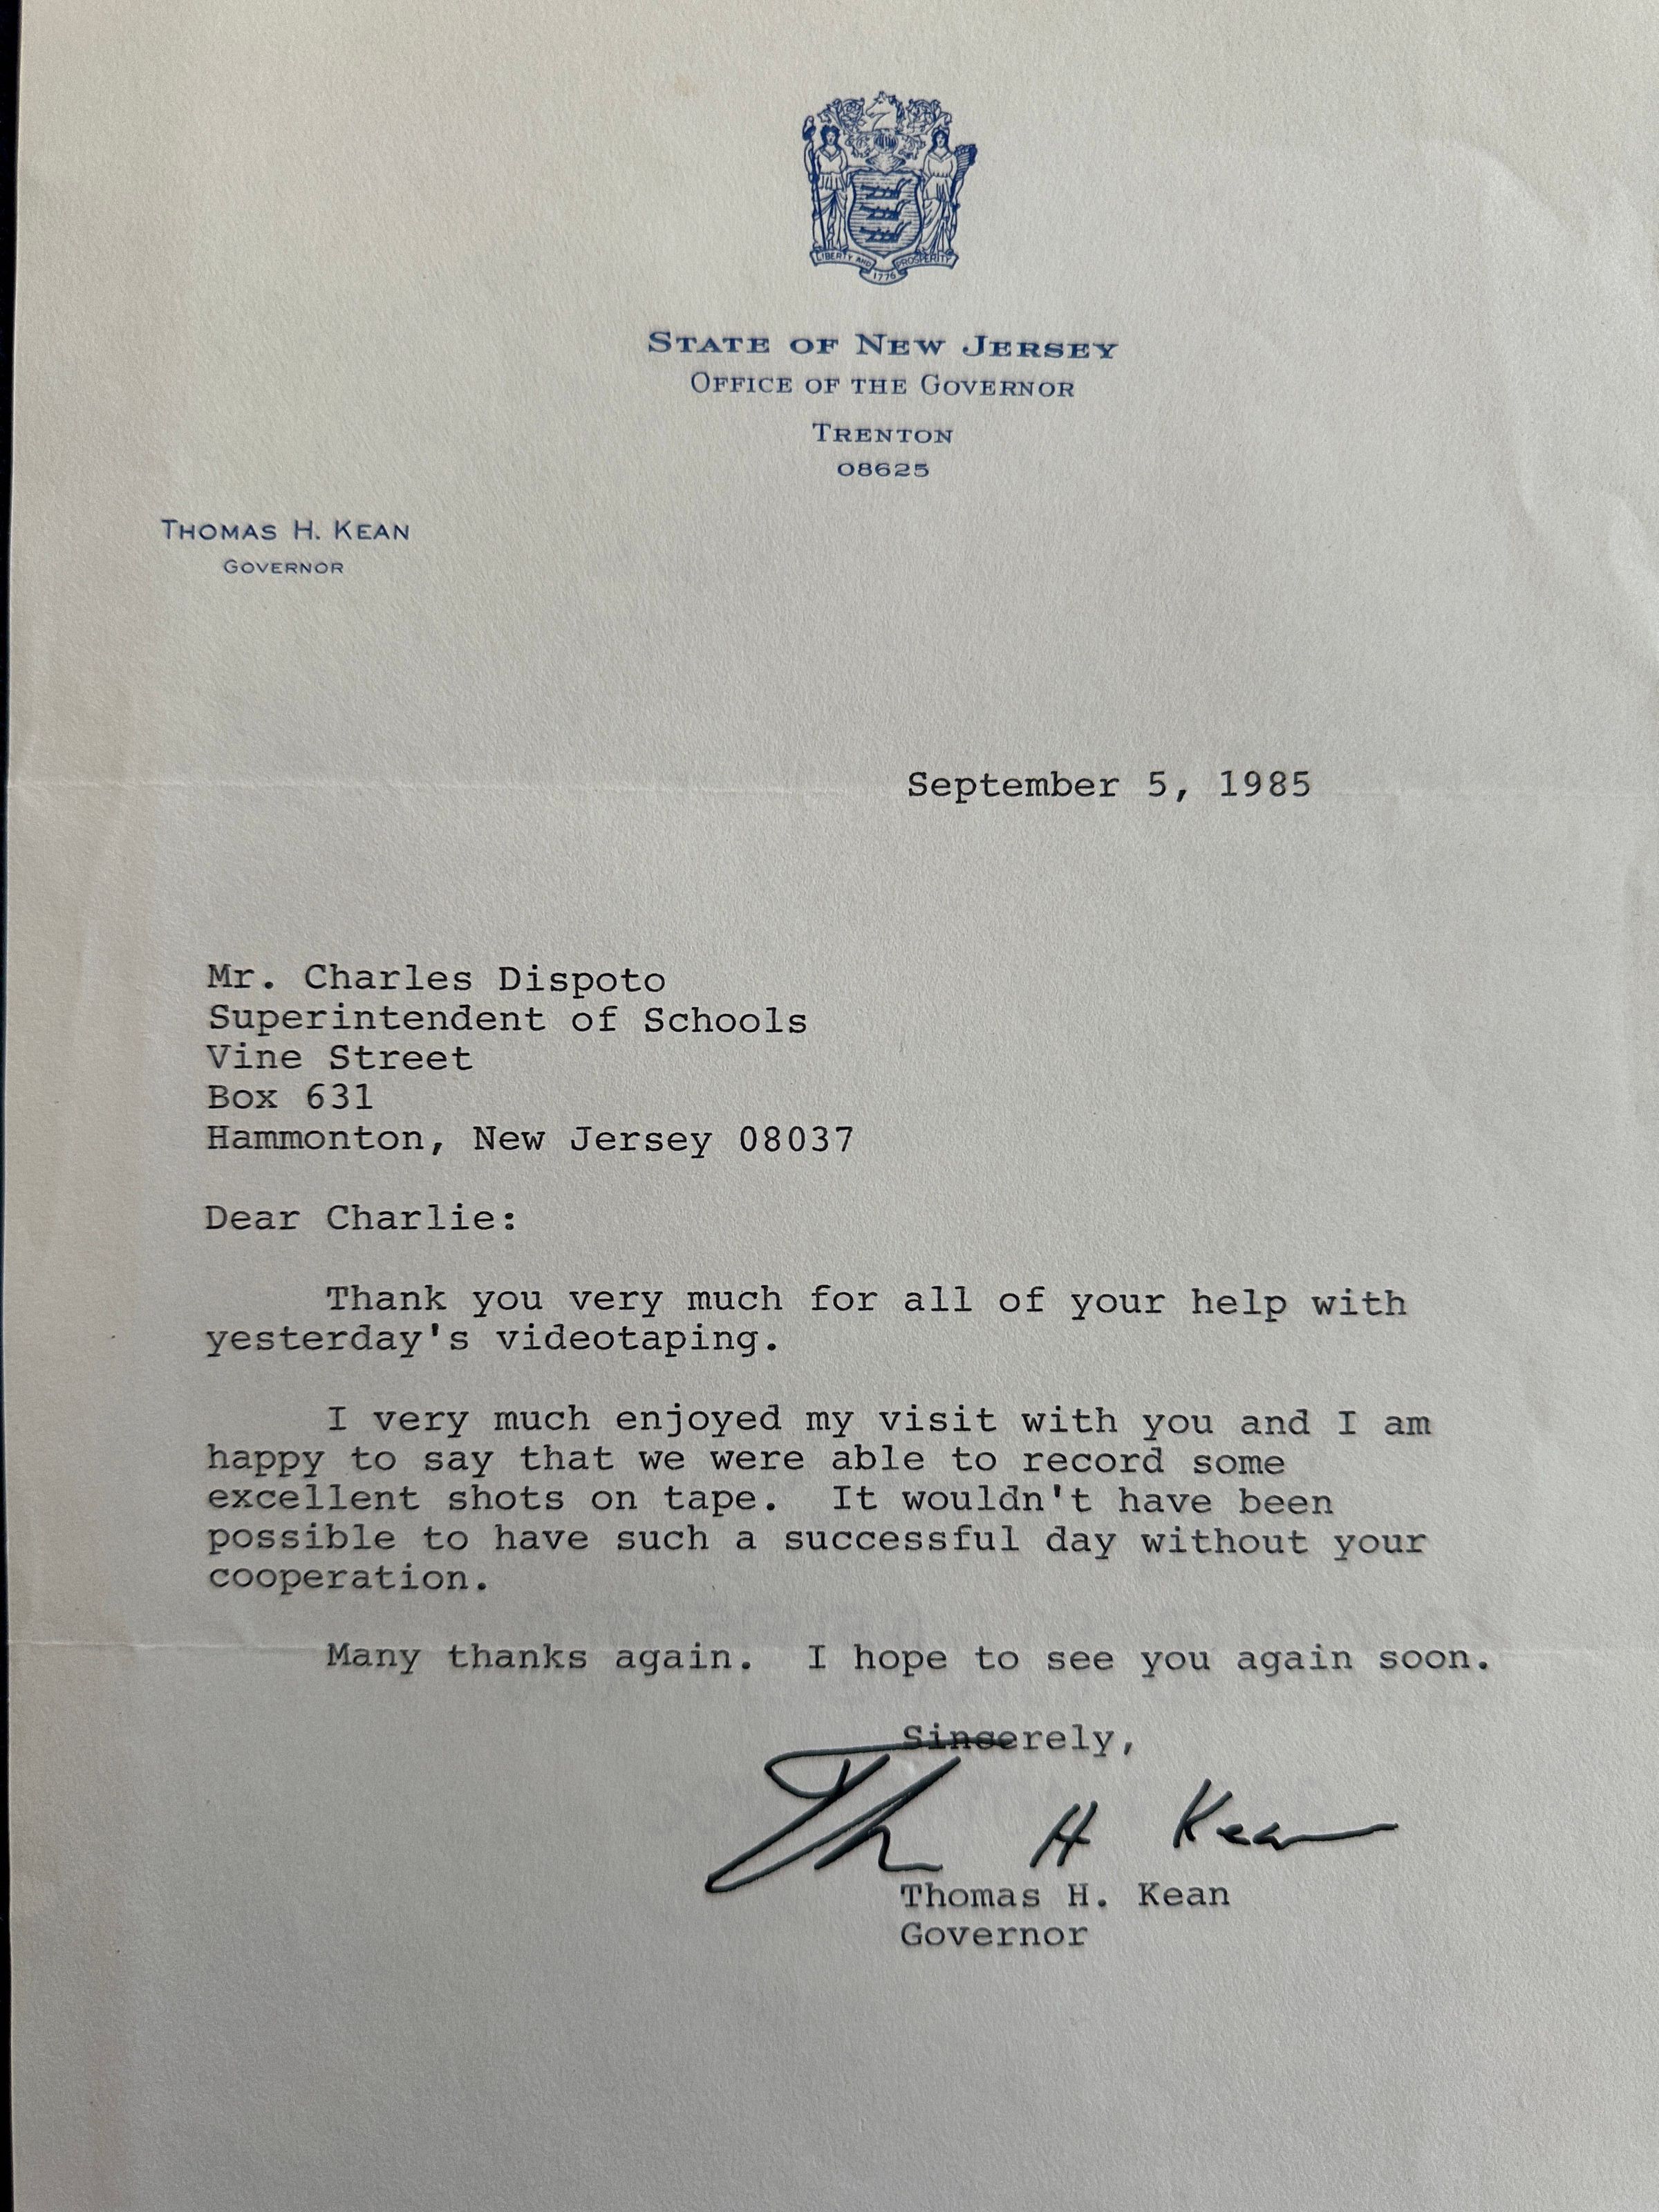 LIBERTY AND PROSPERITY
1776
STATE OF NEW JERSEY
OFFICE OF THE GOVERNOR
TRENTON
08625
THOMAS H. KEAN
GOVERNOR
September 5, 1985
Mr. Charles Dispoto
Superintendent of Schools
Vine Street
Box 631
Hammonton, New Jersey 08037
Dear Charlie:
Thank you very much for all of your help with
yesterday's videotaping.
I very much enjoyed my visit with you and I am
happy to say that we were able to record some
excellent shots on tape.  It wouldn't have been
possible to have such a successful day without your
cooperation.
Many thanks again.  I hope to see you again soon.
Sincerely,
Th H Kean
Thomas H. Kean
Governor